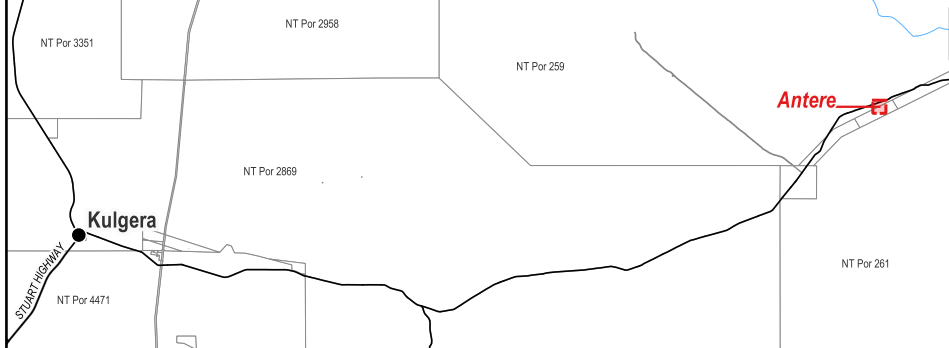 NT Por 2958
NT Por 3351
NT Por 259
Antere
NT Por 2869
Kulgera
STUART HIGHWAY
NT Por 261
NT Por 4471